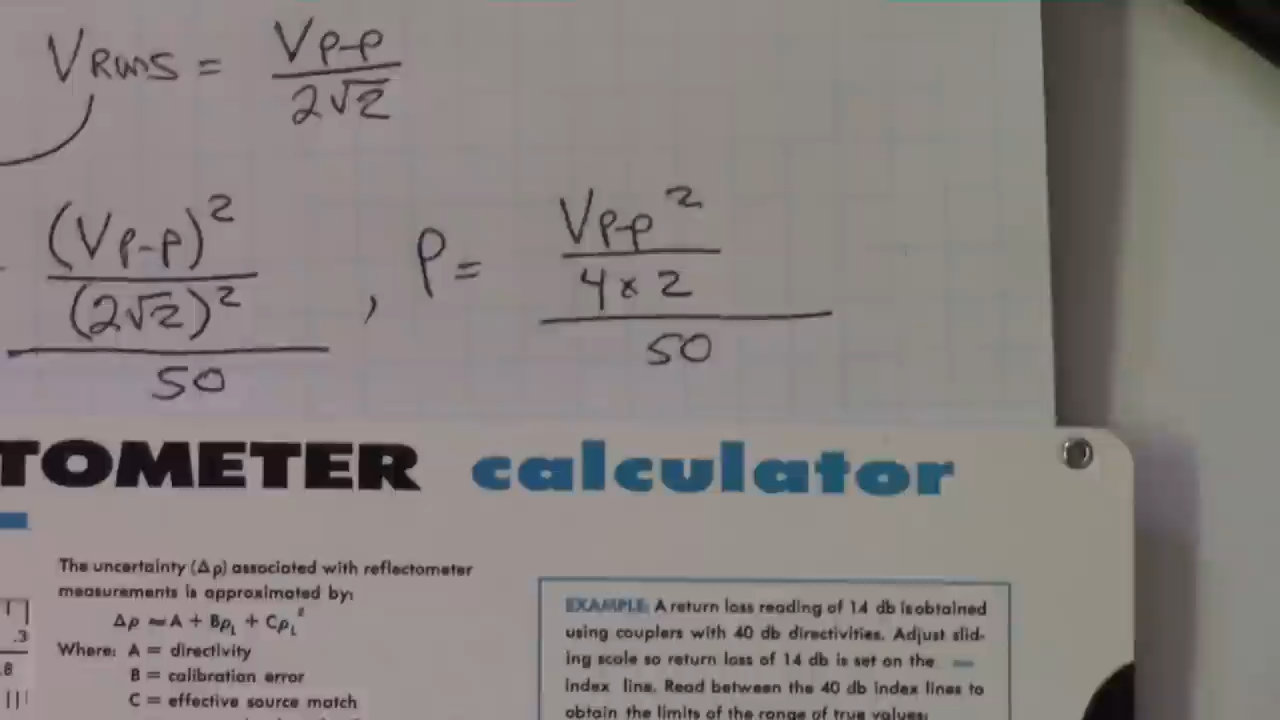 VRMS = Vp-p / 2√2
(Vp-p)² / (2√2)² / 50 , P = Vp-p² / 4 × 2 / 50
TOMETER calculator
The uncertainty (Δρ) associated with reflectometer
measurements is approximated by:
Δρ ≈ A + BρL + CρL²
Where: A = directivity
B = calibration error
C = effective source match
.3
.8
EXAMPLE: A return loss reading of 14 db is obtained
using couplers with 40 db directivities. Adjust slid-
ing scale so return loss of 14 db is set on the
index line. Read between the 40 db index lines to
obtain the limits of the range of true values: